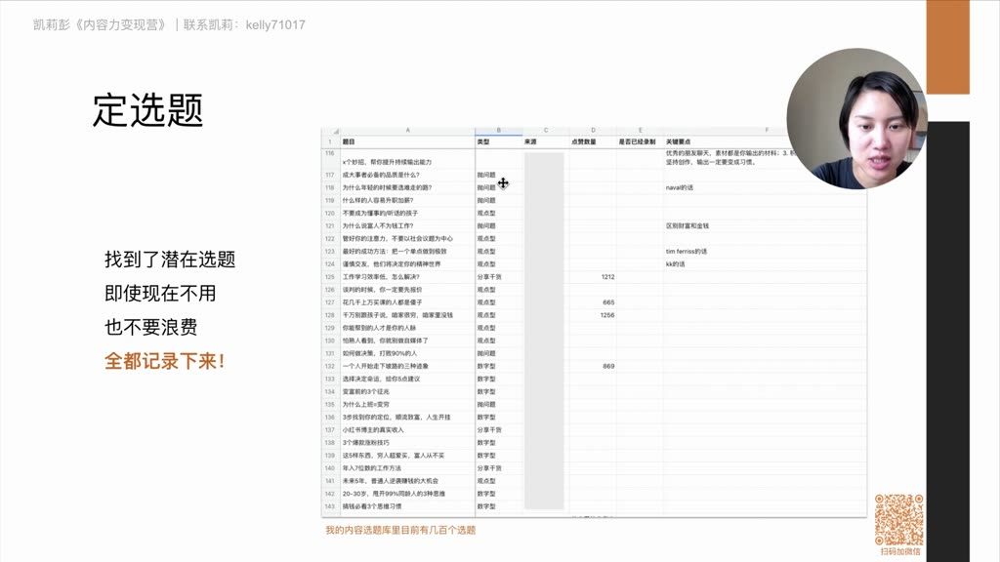 凯莉彭《内容力变现营》｜联系凯莉：kelly71017
定选题
找到了潜在选题
即使现在不用
也不要浪费
全都记录下来！
A B C D E F
1 题目 类型 来源 点赞数量 是否已经录制 关键要点
116 x个妙招，帮你提升持续输出能力 优秀的朋友聊天，素材都是你输出的材料；3. 
坚持创作，输出一定要变成习惯。
117 成大事者必备的品质是什么? 抛问题
118 为什么年轻的时候要选难走的路? 抛问题 naval的话
119 什么样的人容易升职加薪? 抛问题
120 不要成为懂事的/听话的孩子 观点型
121 为什么说富人不为钱工作? 抛问题 区别财富和金钱
122 管好你的注意力，不要以社会议题为中心 观点型
123 最好的成功方法：把一个单点做到极致 观点型 tim ferriss的话
124 谨慎交友，他们将决定你的精神世界 观点型 kk的话
125 工作学习效率低，怎么解决? 分享干货 1212
126 谈判的时候，你一定要先报价 观点型
127 花几千上万买课的人都是傻子 观点型 665
128 千万别跟孩子说，咱家很穷，咱家里没钱 观点型 1256
129 你能帮到的人才是你的人脉 观点型
130 怕熟人看到，你就别做自媒体了 观点型
131 如何做决策，打败90%的人 抛问题
132 一个人开始走下坡路的三种迹象 数字型 869
133 选择决定命运，给你5点建议 数字型
134 变富前的3个征兆 数字型
135 为什么上班=变穷 抛问题
136 3步找到你的定位，顺流致富，人生开挂 数字型
137 小红书博主的真实收入 分享干货
138 3个爆款涨粉技巧 数字型
139 这5样东西，穷人超爱买，富人从不买 数字型
140 年入7位数的工作方法 分享干货
141 未来5年，普通人逆袭赚钱的大机会 观点型
142 20-30岁，甩开99%同龄人的3种思维 数字型
143 搞钱必看3个思维习惯 数字型
我的内容选题库里目前有几百个选题
扫码加微信